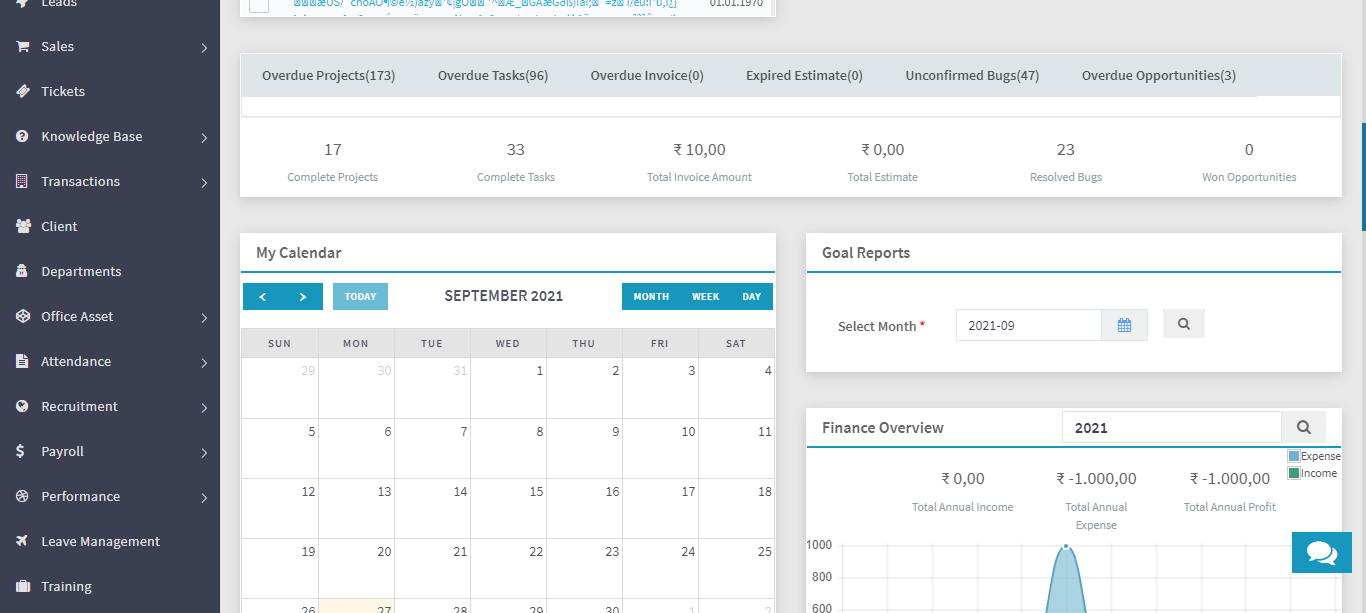 Leads
Sales
Tickets
Knowledge Base
Transactions
Client
Departments
Office Asset
Attendance
Recruitment
Payroll
Performance
Leave Management
Training
01.01.1970
Overdue Projects(173) Overdue Tasks(96) Overdue Invoice(0) Expired Estimate(0) Unconfirmed Bugs(47) Overdue Opportunities(3)
17 33 ₹ 10,00 ₹ 0,00 23 0
Complete Projects Complete Tasks Total Invoice Amount Total Estimate Resolved Bugs Won Opportunities
My Calendar
TODAY SEPTEMBER 2021 MONTH WEEK DAY
SUN MON TUE WED THU FRI SAT
29 30 31 1 2 3 4
5 6 7 8 9 10 11
12 13 14 15 16 17 18
19 20 21 22 23 24 25
26 27 28 29 30 1 2
Goal Reports
Select Month * 2021-09
Finance Overview 2021
Expense
Income
₹ 0,00 ₹ -1.000,00 ₹ -1.000,00
Total Annual Income Total Annual Expense Total Annual Profit
1000
800
600